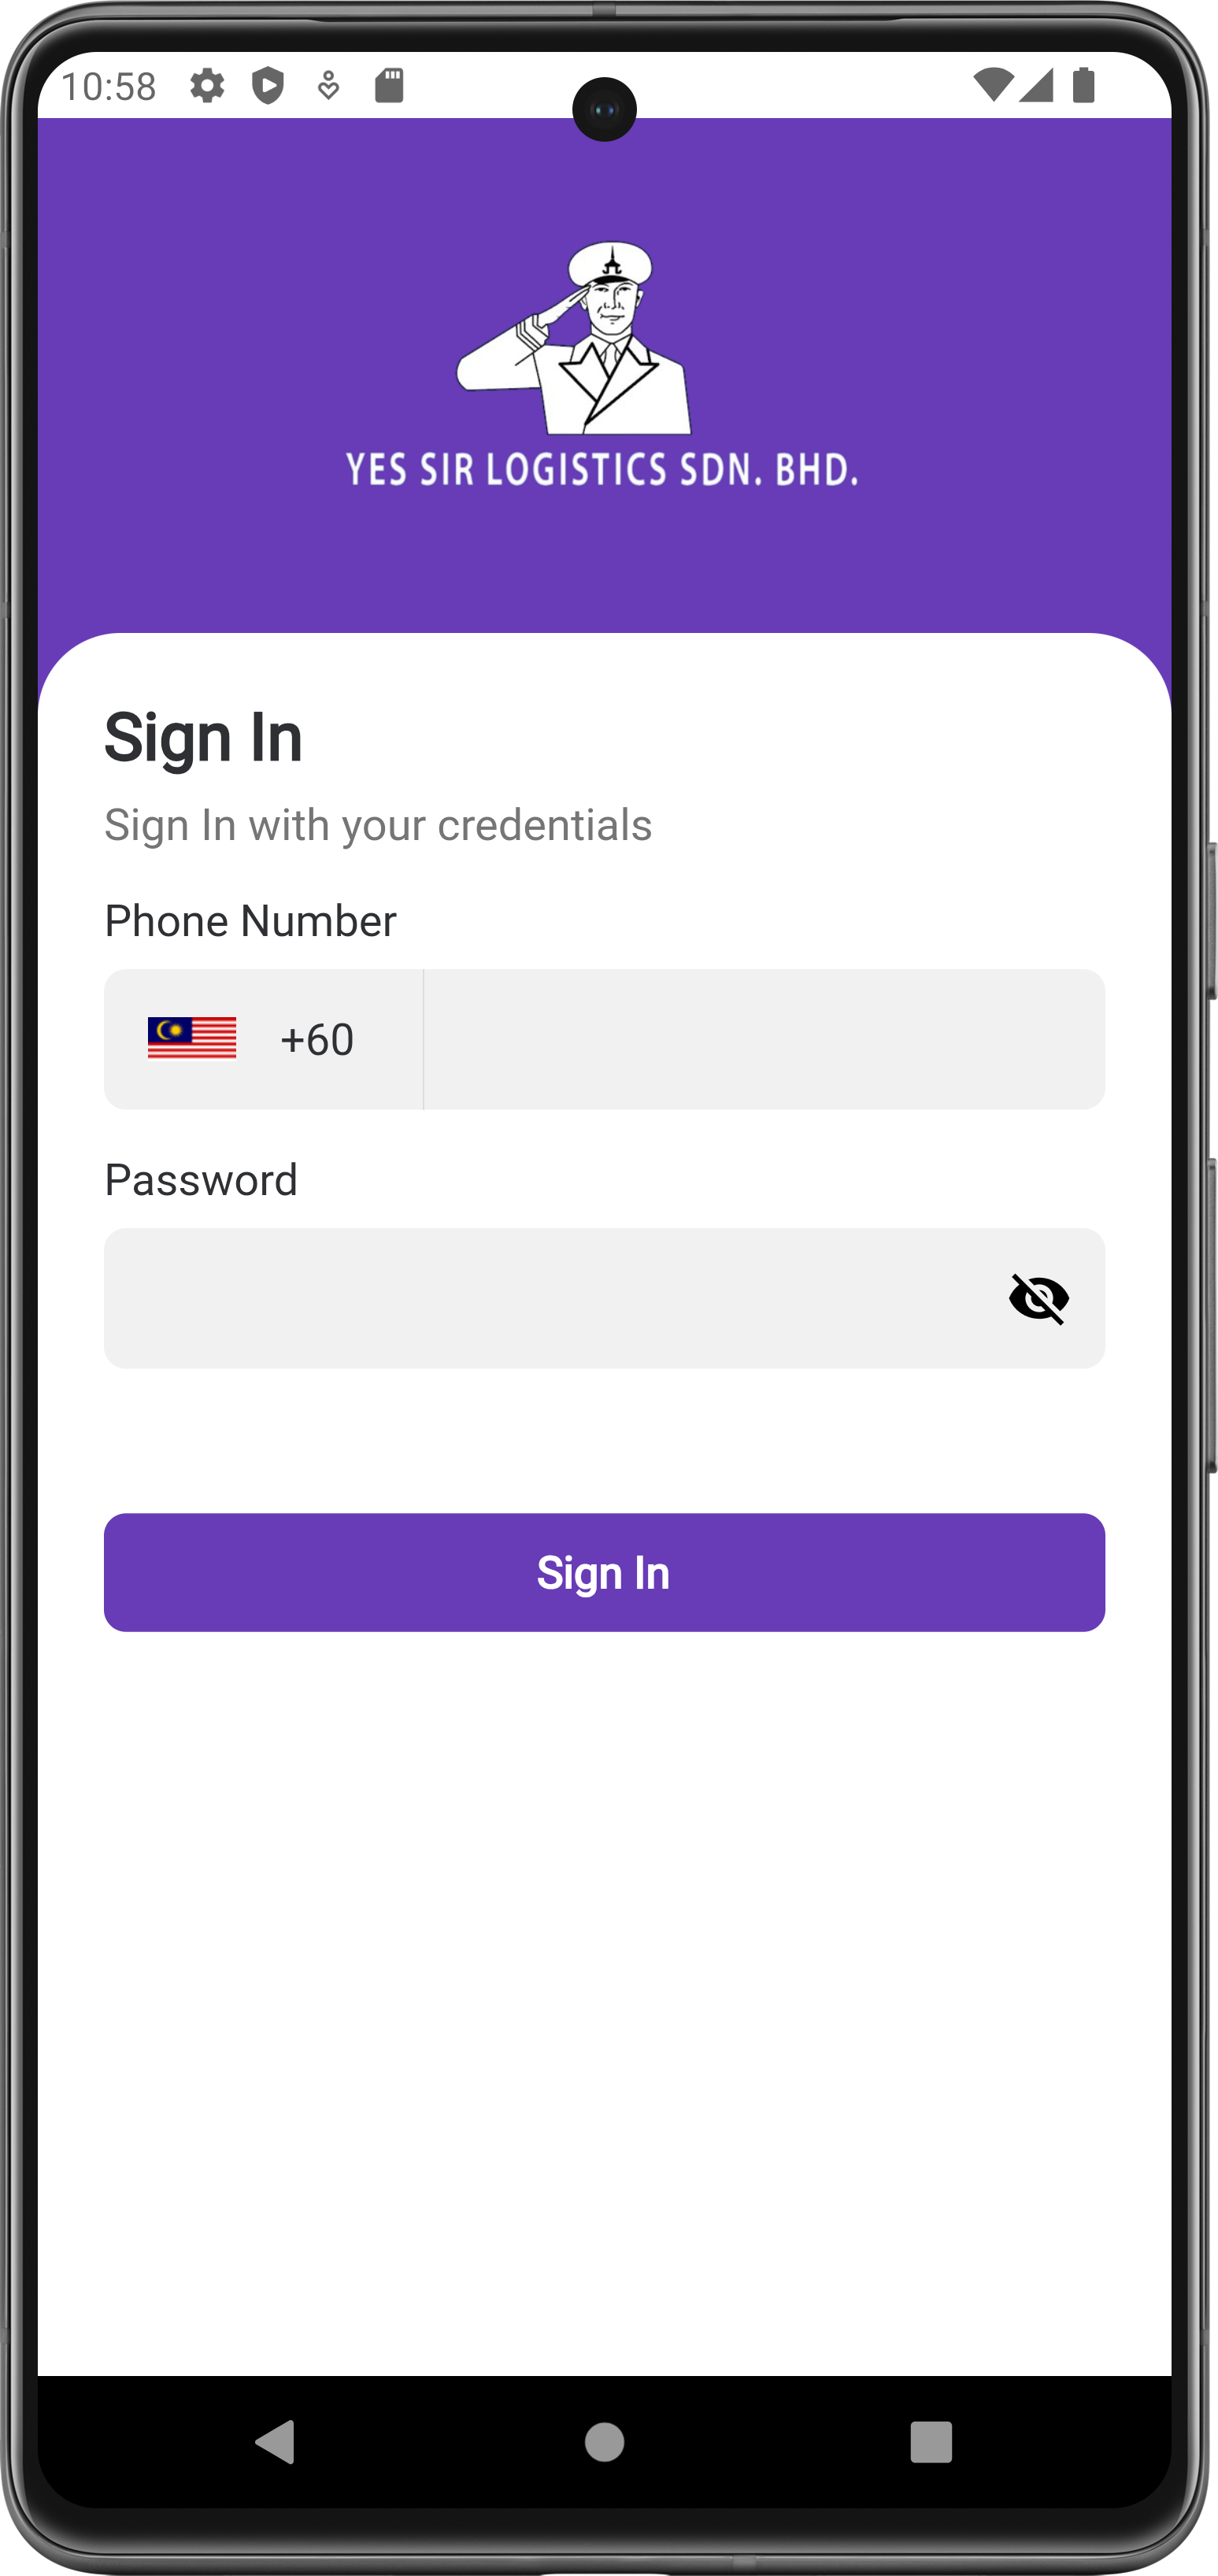 10:58
YES SIR LOGISTICS SDN. BHD.
Sign In
Sign In with your credentials
Phone Number
+60
Password
Sign In